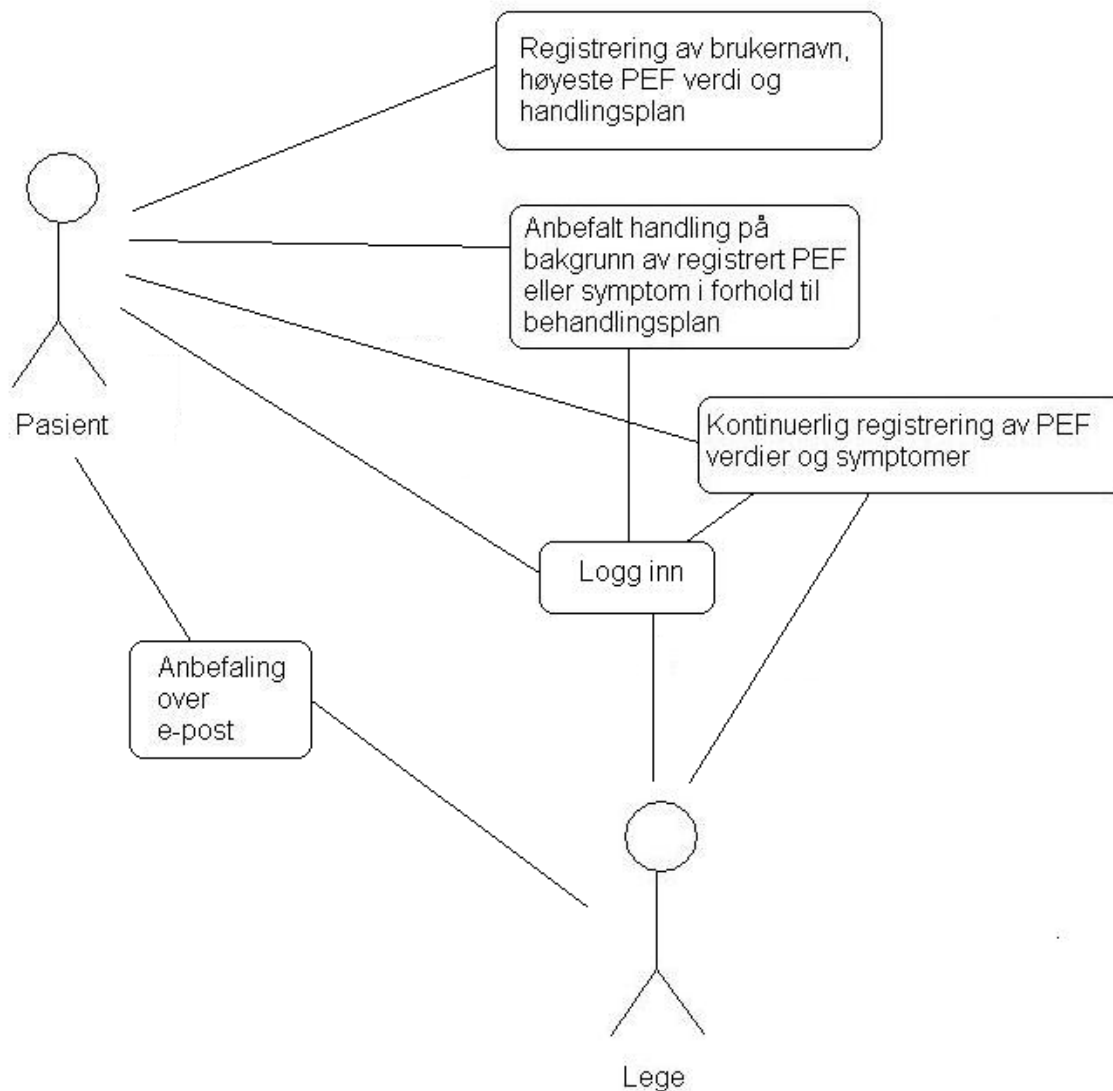 Registrering av brukernavn,
høyeste PEF verdi og
handlingsplan
Anbefalt handling på
bakgrunn av registrert PEF
eller symptom i forhold til
behandlingsplan
Pasient
Kontinuerlig registrering av PEF
verdier og symptomer
Logg inn
Anbefaling
over
e-post
Lege